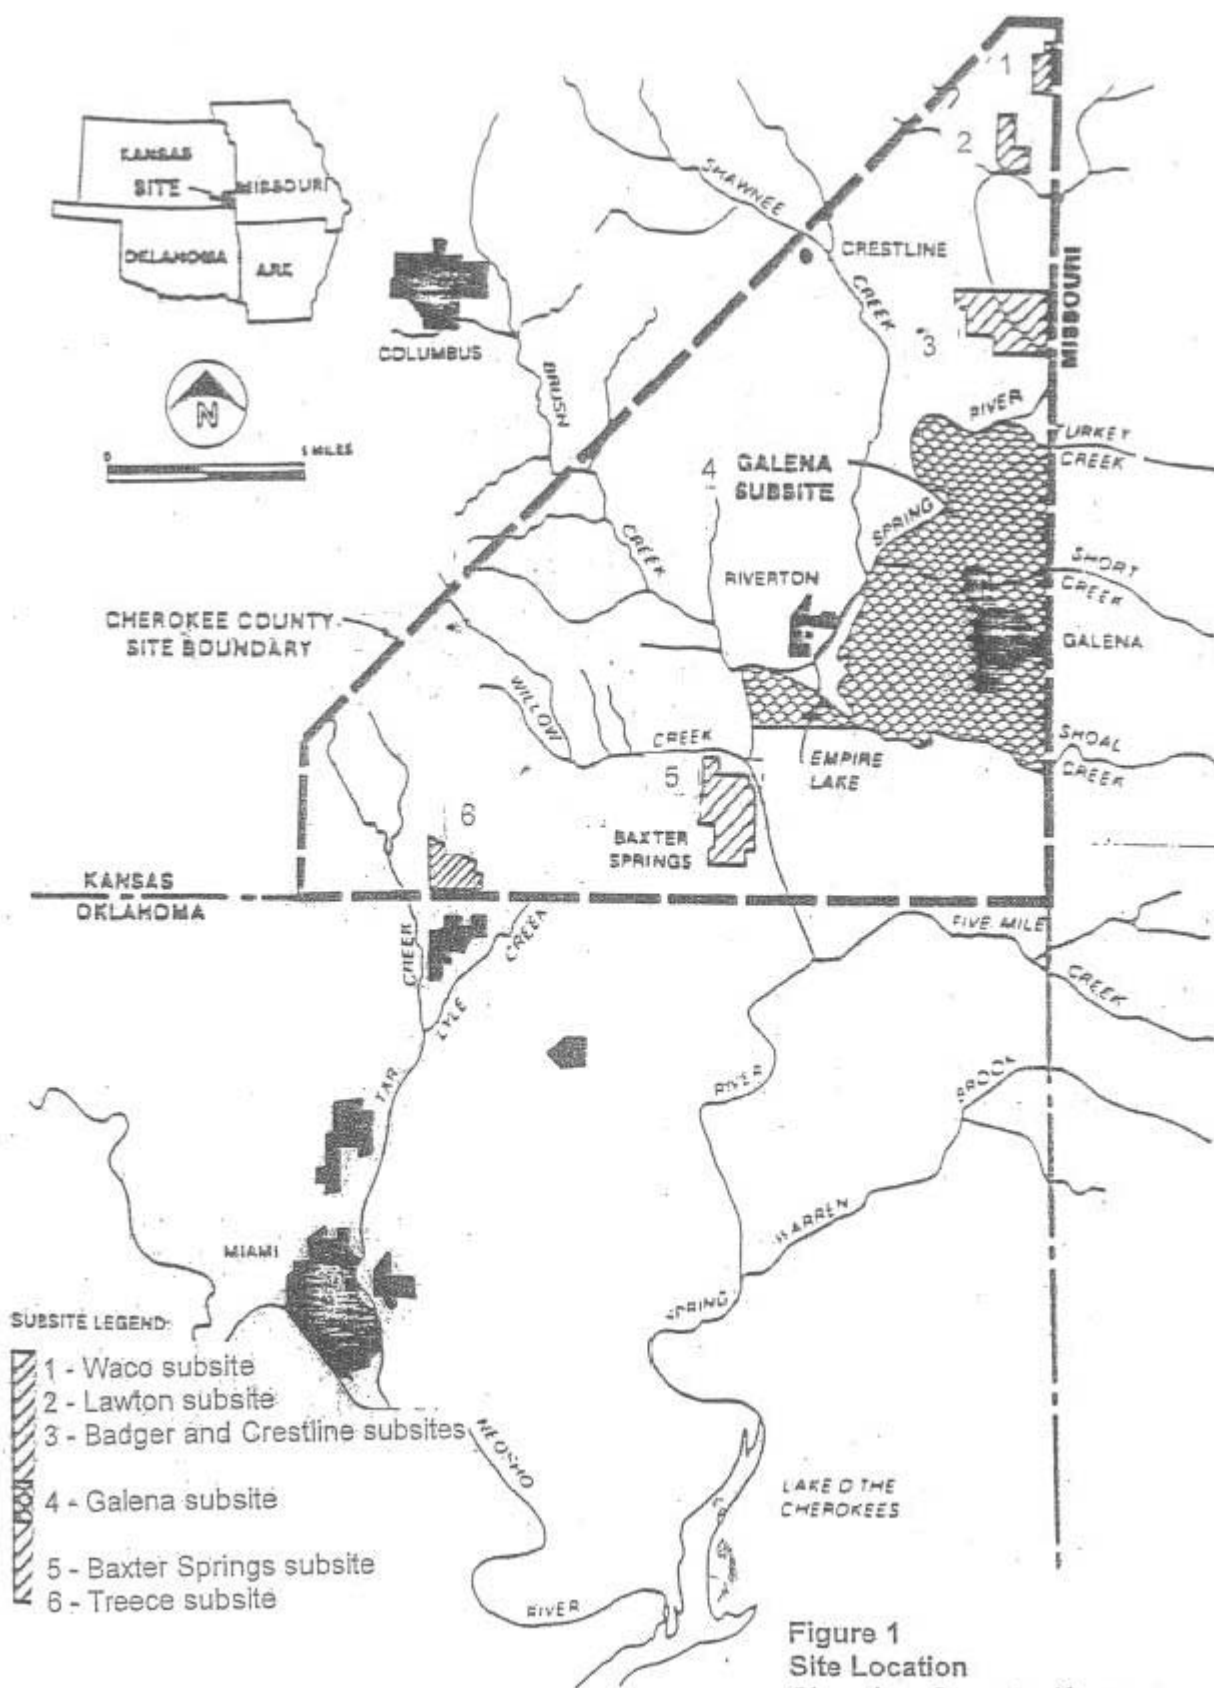 1
2
KANSAS
SITE
MISSOURI
OKLAHOMA
ARK
SHAWNEE
CREEK
CRESTLINE
MISSOURI
COLUMBUS
3
BRUSH
CREEK
N
0
5 MILES
RIVER
TURKEY
CREEK
4
GALENA
SUBSITE
SPRING
RIVERTON
SHORT
CREEK
GALENA
CHEROKEE COUNTY
SITE BOUNDARY
WILLOW
CREEK
SHOAL
CREEK
EMPIRE
LAKE
5
6
BAXTER
SPRINGS
KANSAS
OKLAHOMA
CREEK
LYLE
CREEK
FIVE MILE
CREEK
TAR
RIVER
BROOK
WARREN
MIAMI
SPRING
SUBSITE LEGEND:
1 - Waco subsite
2 - Lawton subsite
3 - Badger and Crestline subsites
4 - Galena subsite
5 - Baxter Springs subsite
6 - Treece subsite
NEOSHO
RIVER
LAKE O THE
CHEROKEES
Figure 1
Site Location